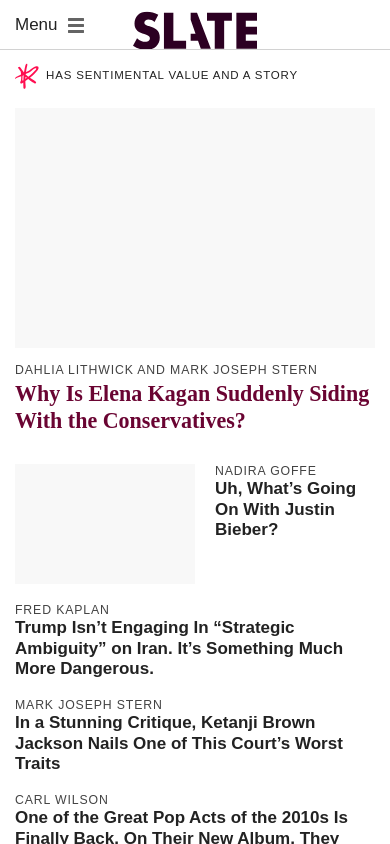 Menu
SLATE
HAS SENTIMENTAL VALUE AND A STORY
DAHLIA LITHWICK AND MARK JOSEPH STERN
Why Is Elena Kagan Suddenly Siding
With the Conservatives?
NADIRA GOFFE
Uh, What’s Going
On With Justin
Bieber?
FRED KAPLAN
Trump Isn’t Engaging In “Strategic
Ambiguity” on Iran. It’s Something Much
More Dangerous.
MARK JOSEPH STERN
In a Stunning Critique, Ketanji Brown
Jackson Nails One of This Court’s Worst
Traits
CARL WILSON
One of the Great Pop Acts of the 2010s Is
Finally Back. On Their New Album, They